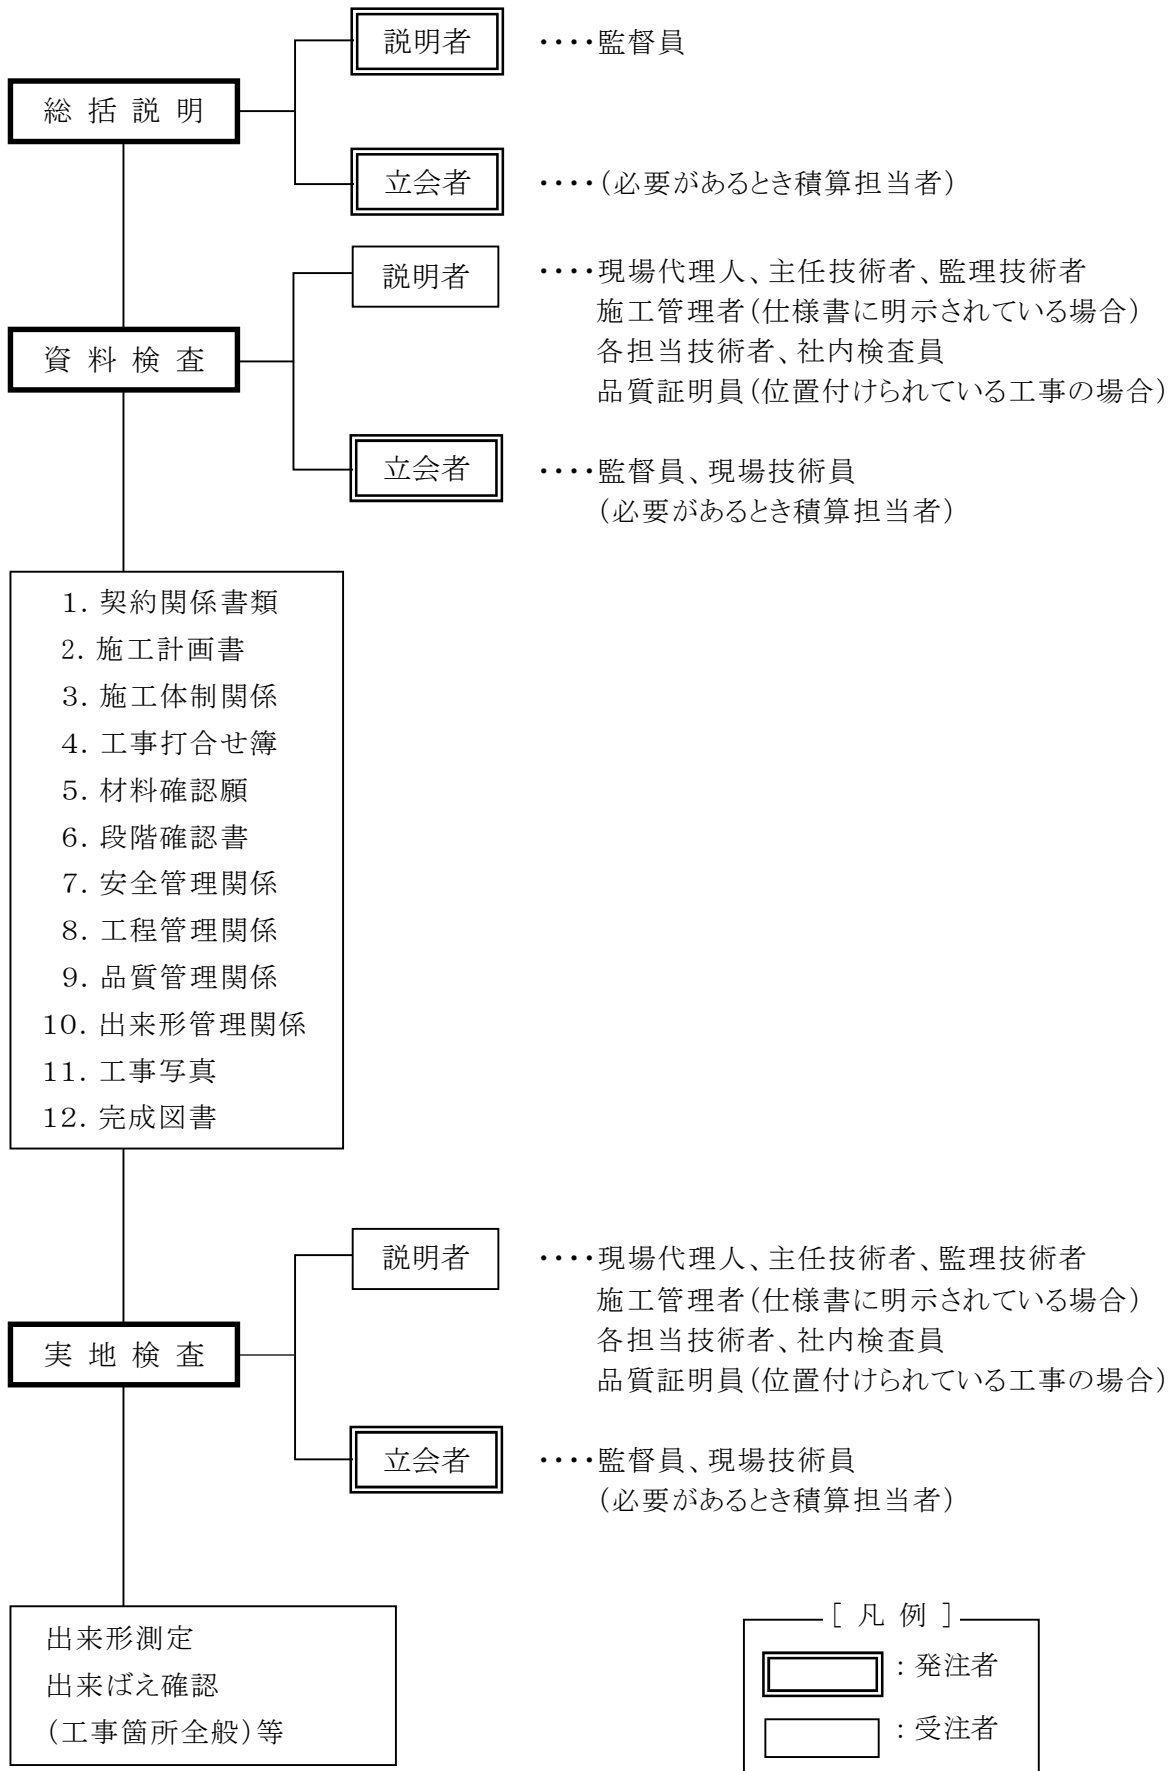 説明者 ････監督員
総 括 説 明
立会者 ････(必要があるとき積算担当者)
説明者 ････現場代理人、主任技術者、監理技術者
施工管理者(仕様書に明示されている場合)
各担当技術者、社内検査員
品質証明員(位置付けられている工事の場合)
資 料 検 査
立会者 ････監督員、現場技術員
(必要があるとき積算担当者)
1. 契約関係書類
2. 施工計画書
3. 施工体制関係
4. 工事打合せ簿
5. 材料確認願
6. 段階確認書
7. 安全管理関係
8. 工程管理関係
9. 品質管理関係
10. 出来形管理関係
11. 工事写真
12. 完成図書
説明者 ････現場代理人、主任技術者、監理技術者
施工管理者(仕様書に明示されている場合)
各担当技術者、社内検査員
品質証明員(位置付けられている工事の場合)
実 地 検 査
立会者 ････監督員、現場技術員
(必要があるとき積算担当者)
出来形測定
出来ばえ確認
(工事箇所全般)等
[ 凡 例 ]
: 発注者
: 受注者